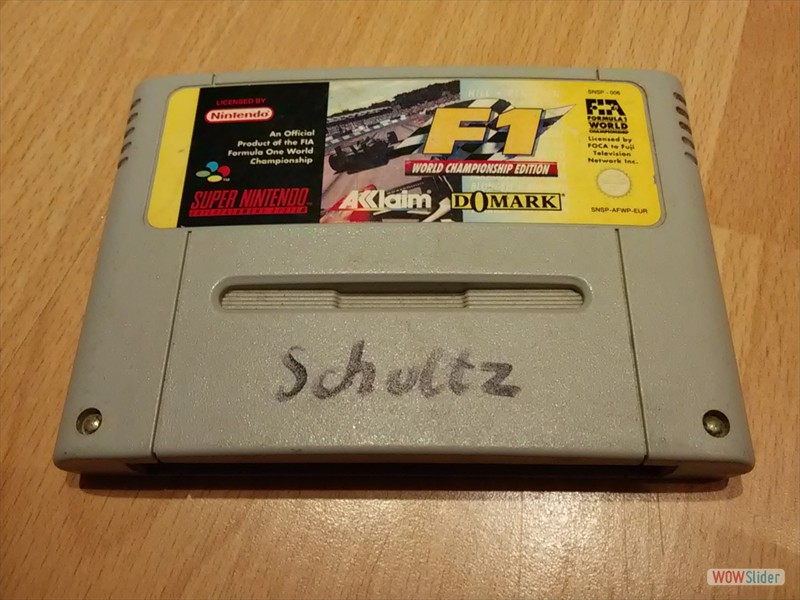 LICENSED BY
Nintendo
An Official
Product of the FIA
Formula One World
Championship
SUPER NINTENDO
ENTERTAINMENT SYSTEM
F1
WORLD CHAMPIONSHIP EDITION
AKklaim
DOMARK
SNSP - 006
FIA
FORMULA 1
WORLD
CHAMPIONSHIP
Licensed by
FOCA to Fuji
Television
Network Inc.
SNSP-AFWP-EUR
Schultz
WOWSlider